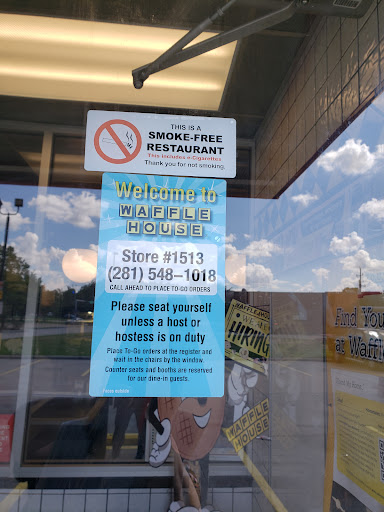 THIS IS A
SMOKE-FREE
RESTAURANT
This includes e-Cigarettes
Thank you for not smoking.
Welcome to
WAFFLE
HOUSE
Store #1513
(281) 548-1018
CALL AHEAD TO PLACE TO-GO ORDERS
Please seat yourself
unless a host or
hostess is on duty
Place To-Go orders at the register and
wait in the chairs by the window.
Counter seats and booths are reserved
for our dine-in guests.
HIRING
WAFFLE
HOUSE
Find You
at Waffl